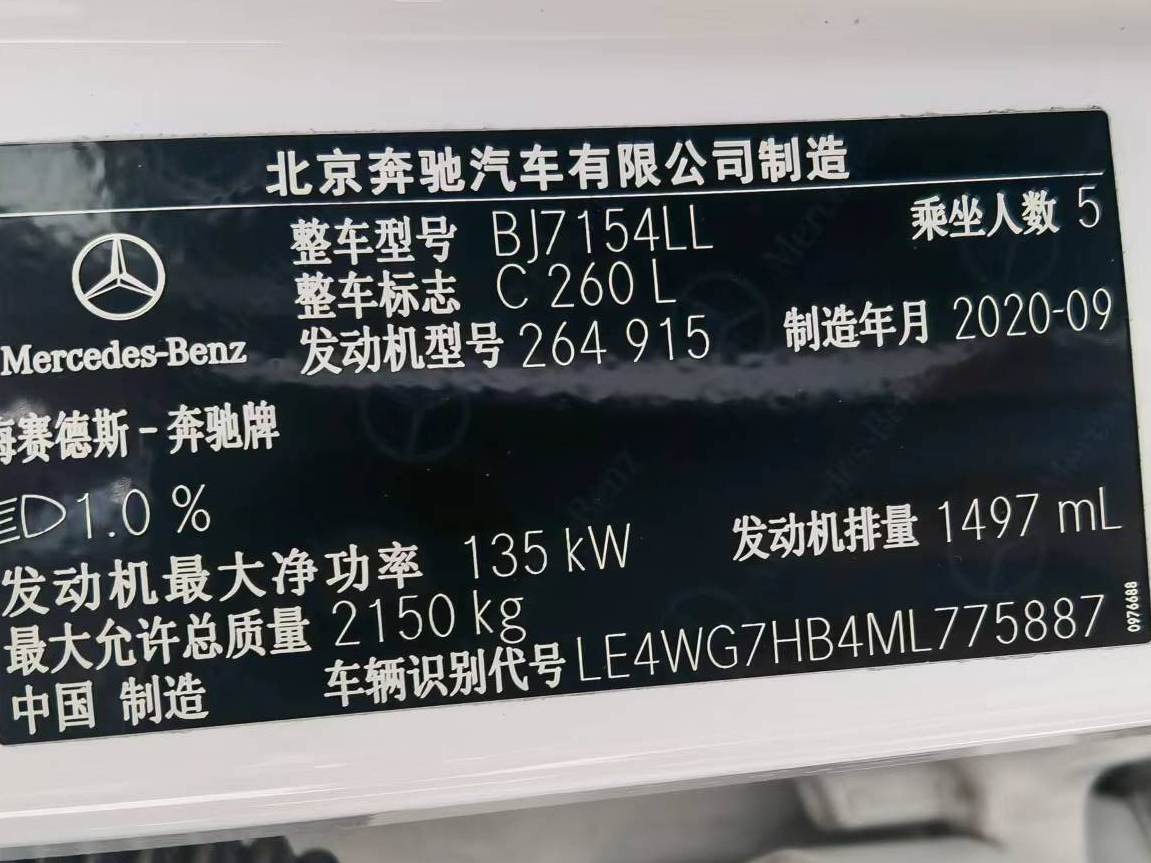 北京奔驰汽车有限公司制造
整车型号 BJ7154LL 乘坐人数 5
整车标志 C 260 L
发动机型号 264 915 制造年月 2020-09
Mercedes-Benz
梅赛德斯-奔驰牌
1.0 %
发动机最大净功率 135 kW 发动机排量 1497 mL
最大允许总质量 2150 kg
中国 制造 车辆识别代号 LE4WG7HB4ML775887
0976688